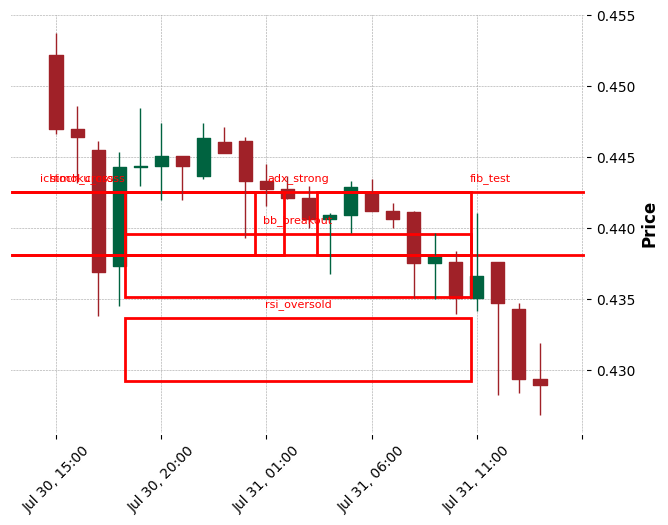 0.455
0.450
0.445
adx_strong
fib_test
bb_breakout
0.440
Price
0.435
rsi_oversold
0.430
Jul 30, 15:00
Jul 30, 20:00
Jul 31, 01:00
Jul 31, 06:00
Jul 31, 11:00